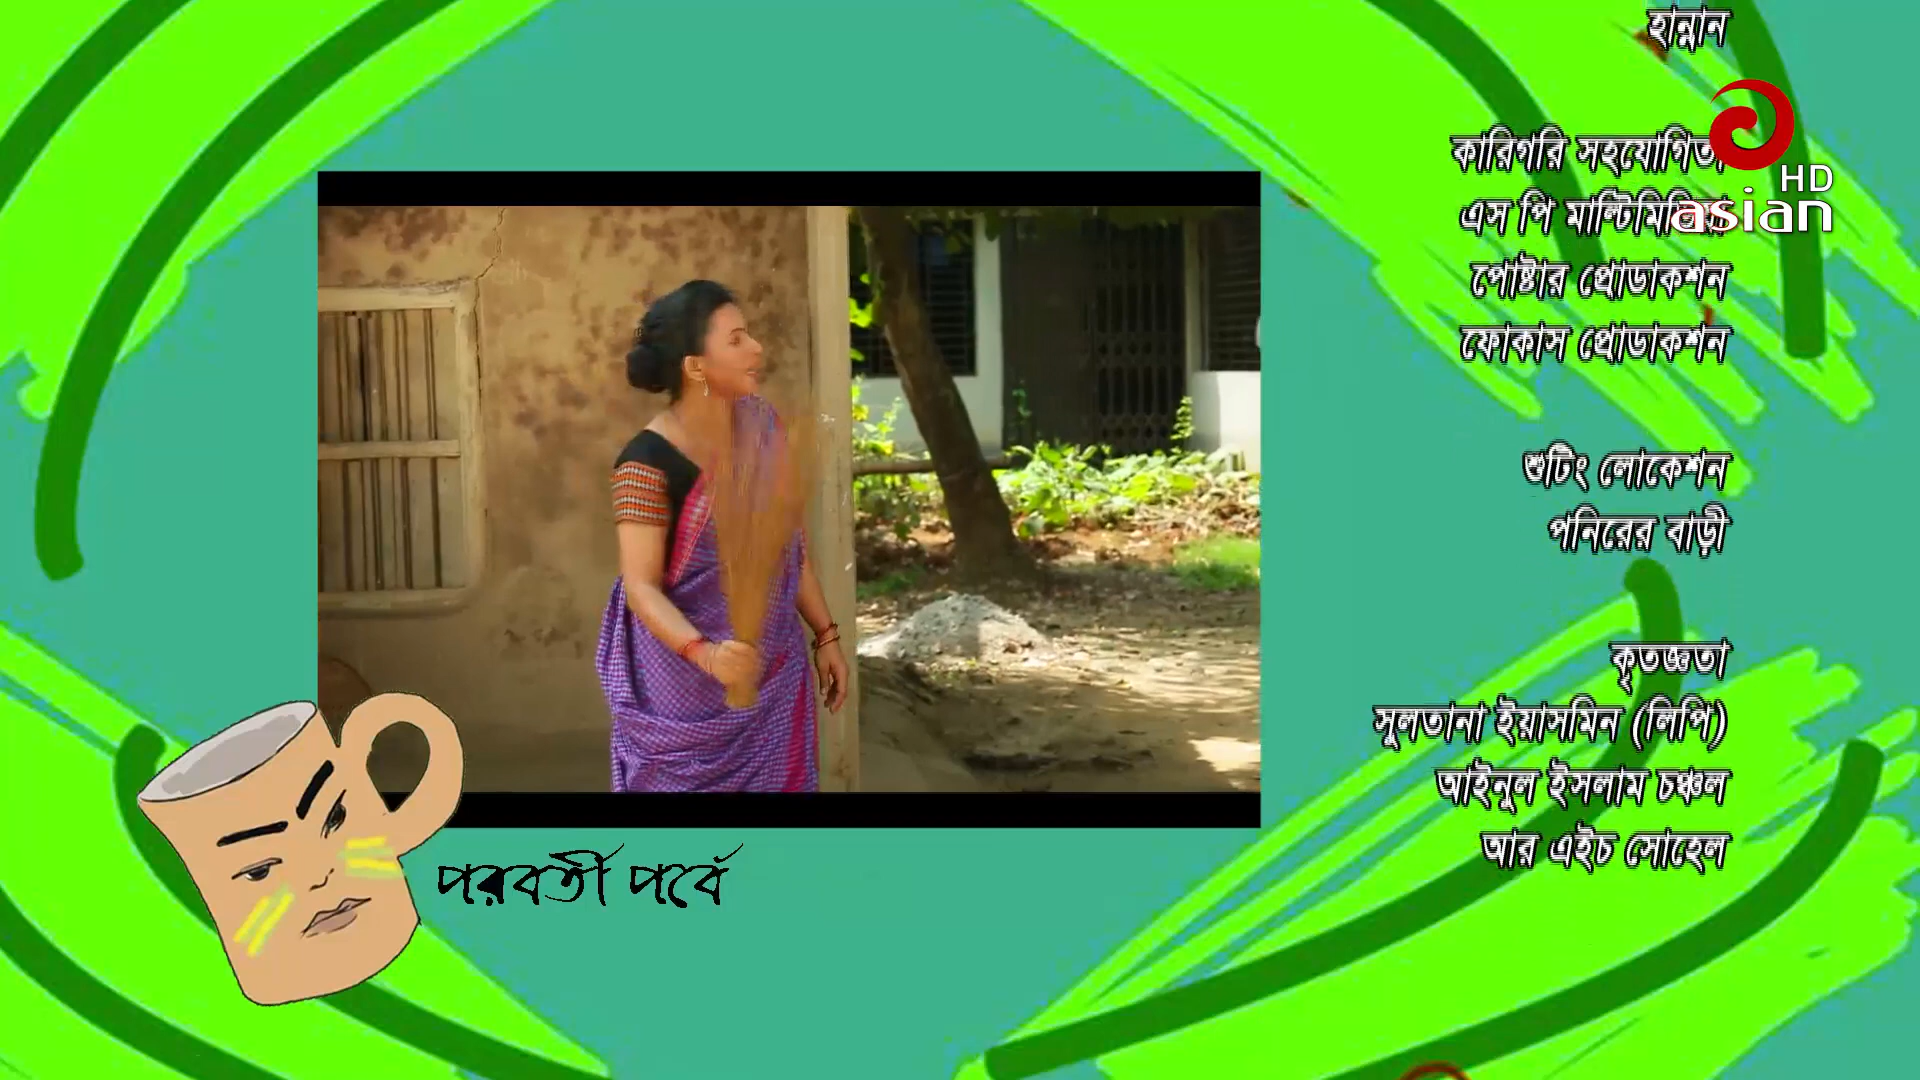 হান্নান
কারিগরি সহযোগিতা
এস পি মাল্টিমিডিয়া
পোষ্টার প্রোডাকশন
ফোকাস প্রোডাকশন
শুটিং লোকেশন
পনিরের বাড়ী
কৃতজ্ঞতা
সুলতানা ইয়াসমিন (লিপি)
আইনুল ইসলাম চঞ্চল
আর এইচ সোহেল
HD
asian
পরবর্তী পর্বে